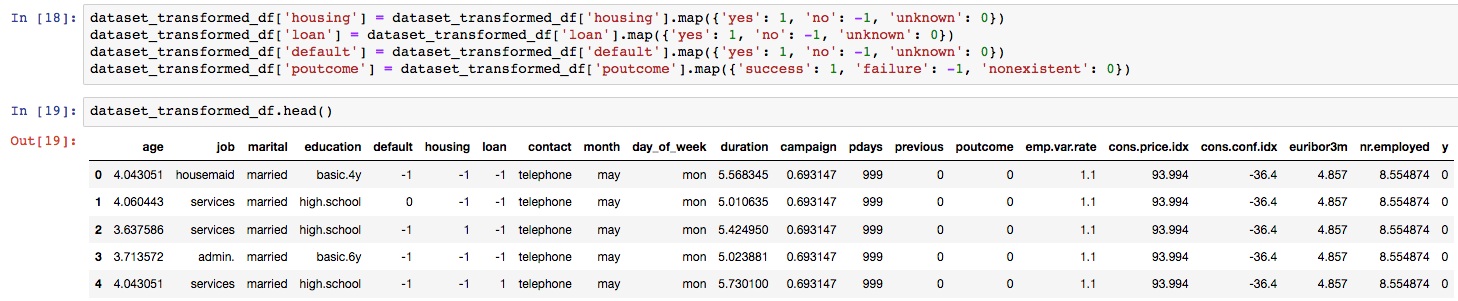 In [18]: dataset_transformed_df['housing'] = dataset_transformed_df['housing'].map({'yes': 1, 'no': -1, 'unknown': 0})
dataset_transformed_df['loan'] = dataset_transformed_df['loan'].map({'yes': 1, 'no': -1, 'unknown': 0})
dataset_transformed_df['default'] = dataset_transformed_df['default'].map({'yes': 1, 'no': -1, 'unknown': 0})
dataset_transformed_df['poutcome'] = dataset_transformed_df['poutcome'].map({'success': 1, 'failure': -1, 'nonexistent': 0})
In [19]: dataset_transformed_df.head()
Out[19]:
age job marital education default housing loan contact month day_of_week duration campaign pdays previous poutcome emp.var.rate cons.price.idx cons.conf.idx euribor3m nr.employed y
0 4.043051 housemaid married basic.4y -1 -1 -1 telephone may mon 5.568345 0.693147 999 0 0 1.1 93.994 -36.4 4.857 8.554874 0
1 4.060443 services married high.school 0 -1 -1 telephone may mon 5.010635 0.693147 999 0 0 1.1 93.994 -36.4 4.857 8.554874 0
2 3.637586 services married high.school -1 1 -1 telephone may mon 5.424950 0.693147 999 0 0 1.1 93.994 -36.4 4.857 8.554874 0
3 3.713572 admin. married basic.6y -1 -1 -1 telephone may mon 5.023881 0.693147 999 0 0 1.1 93.994 -36.4 4.857 8.554874 0
4 4.043051 services married high.school -1 -1 1 telephone may mon 5.730100 0.693147 999 0 0 1.1 93.994 -36.4 4.857 8.554874 0